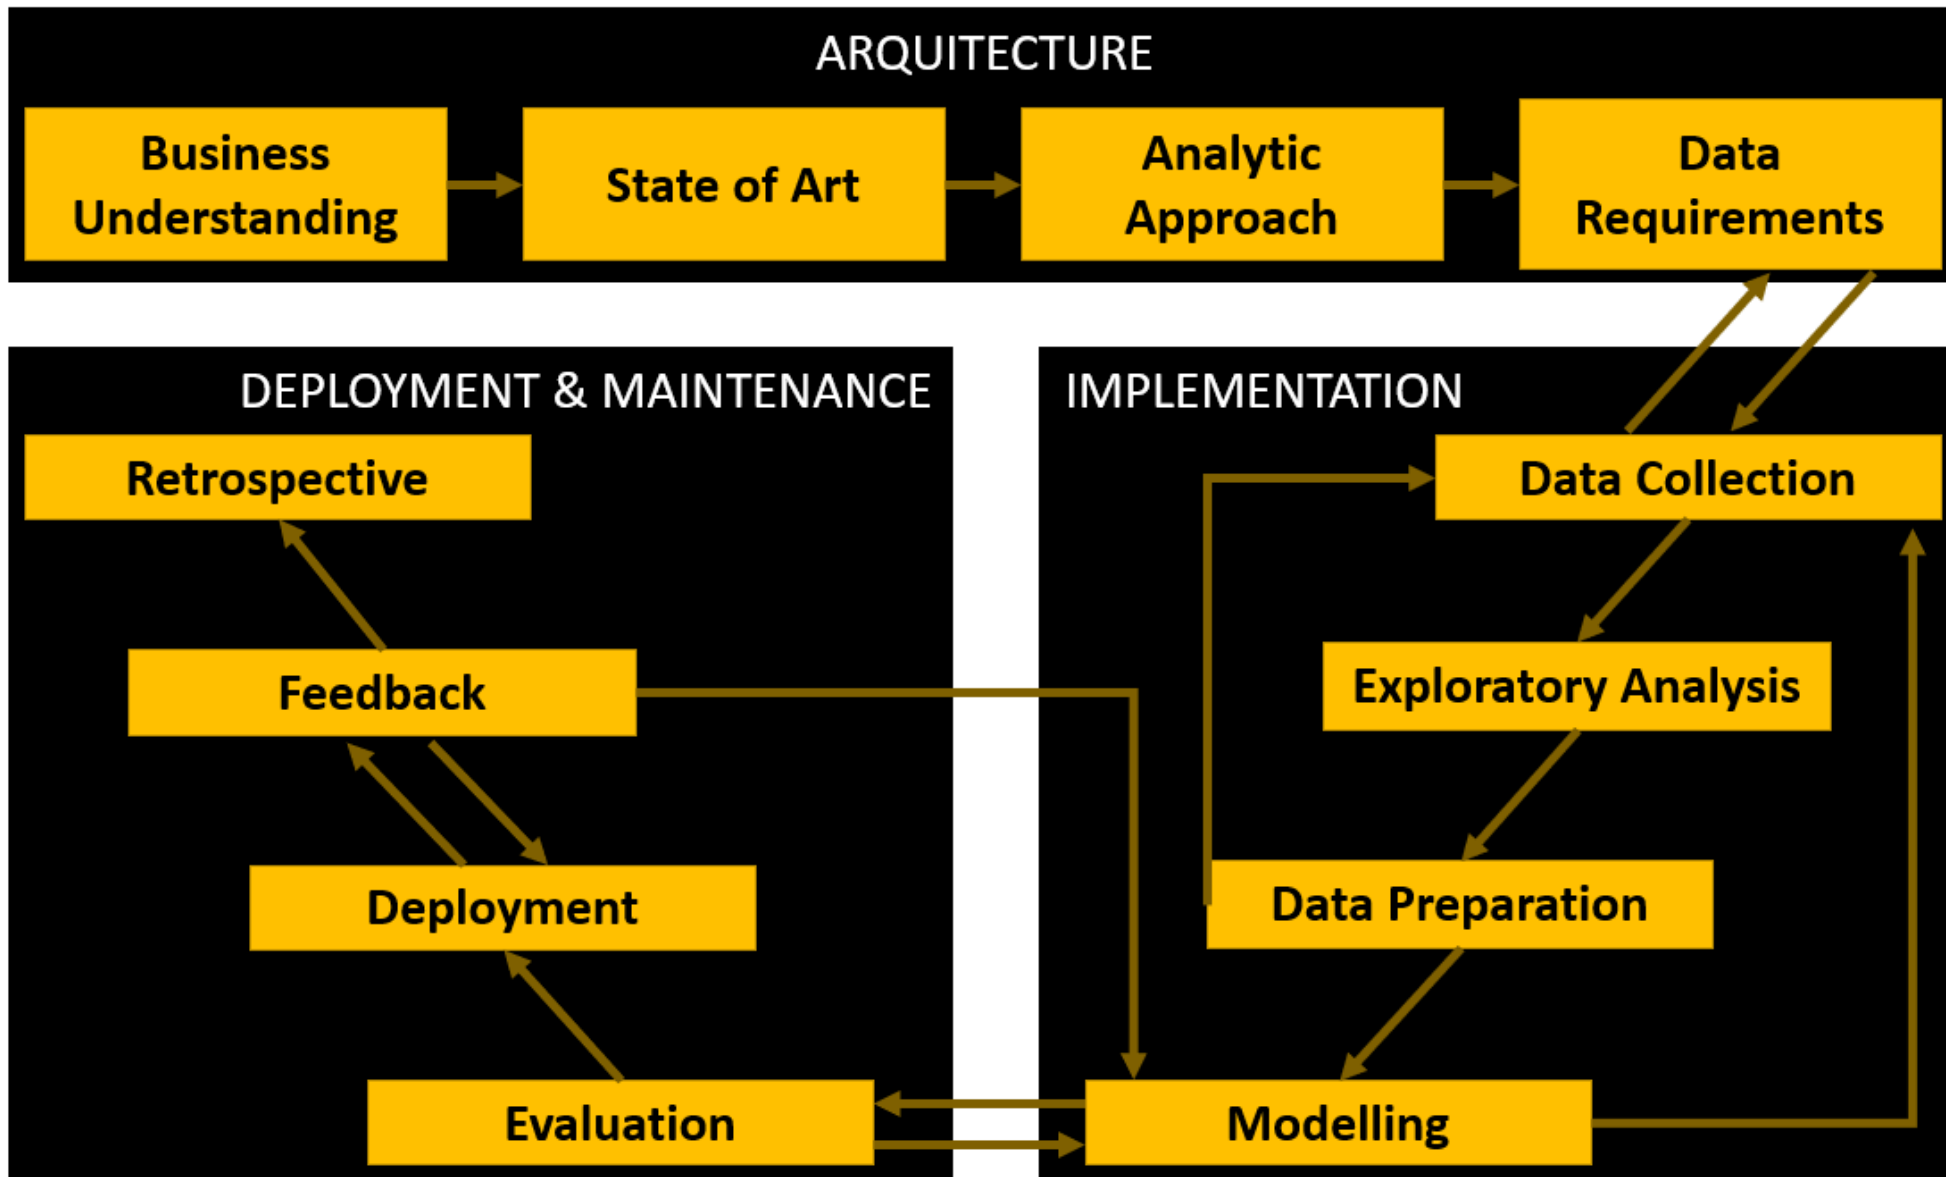 ARQUITECTURE
Business
Understanding
State of Art
Analytic
Approach
Data
Requirements
DEPLOYMENT & MAINTENANCE
Retrospective
Feedback
Deployment
Evaluation
IMPLEMENTATION
Data Collection
Exploratory Analysis
Data Preparation
Modelling